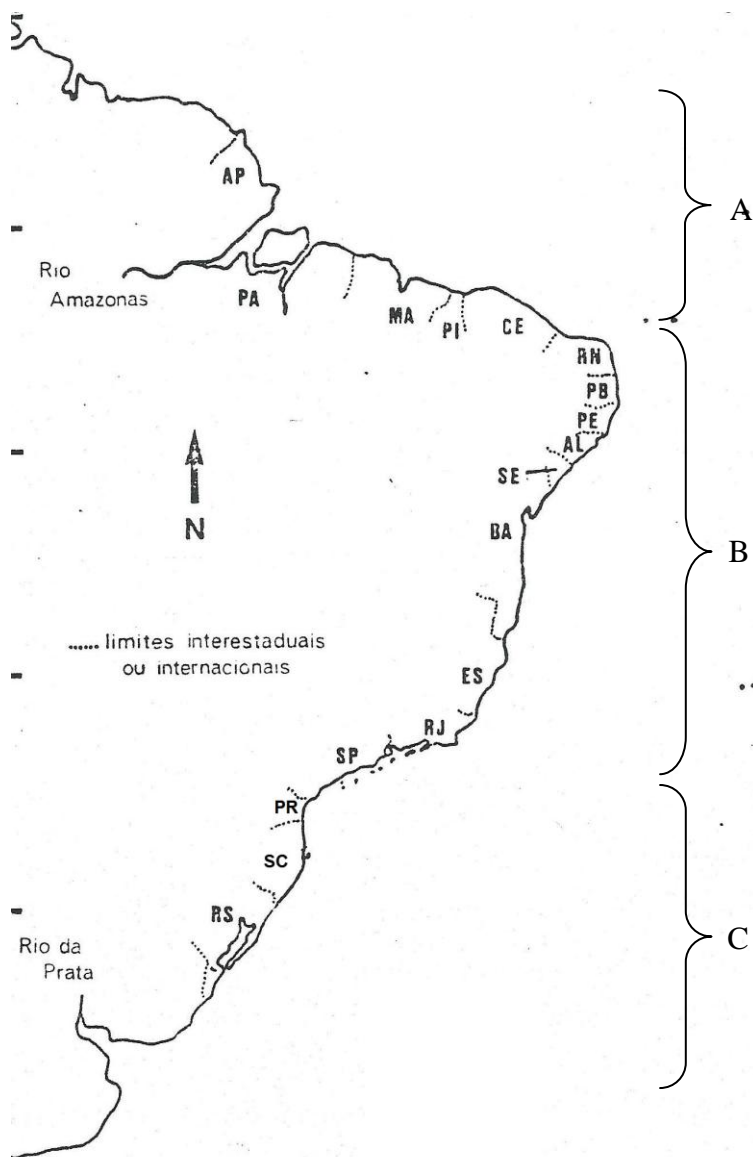 A
AP
Rio
Amazonas
PA
MA
PI
CE
RN
PB
PE
AL
SE
BA
N
B
...... limites interestaduais
ou internacionais
ES
RJ
SP
PR
SC
RS
C
Rio da
Prata